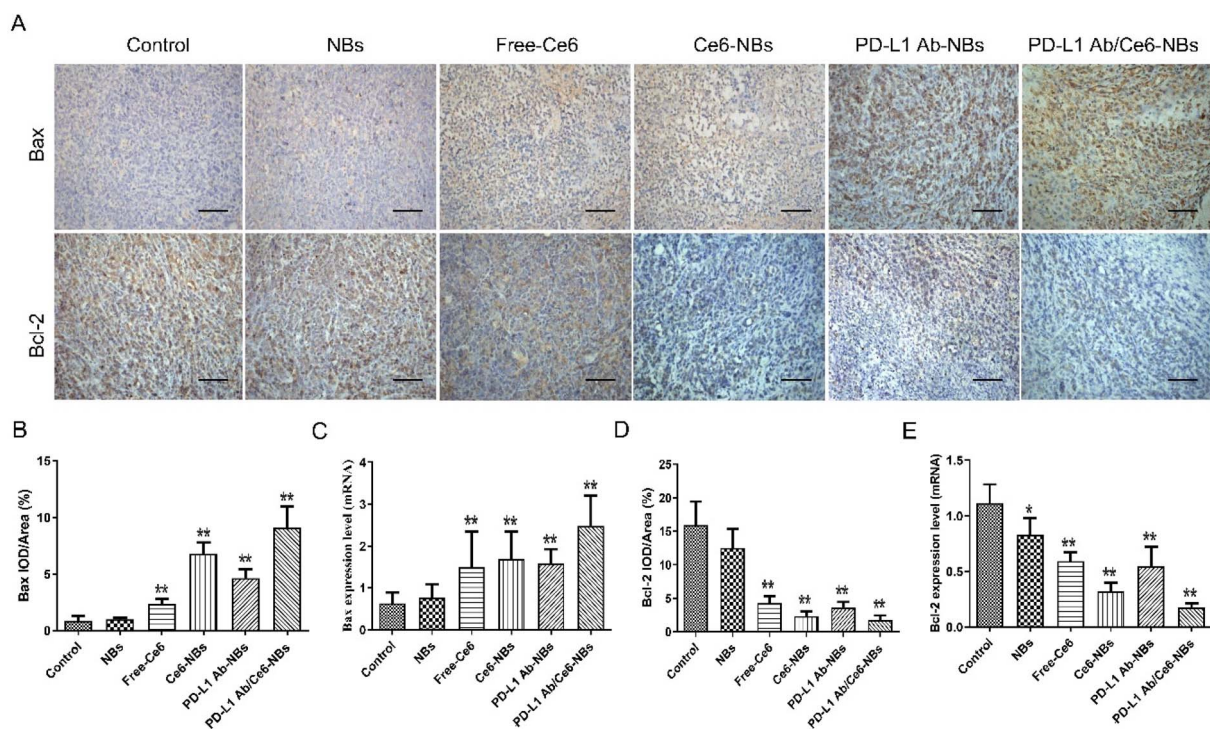 A
Control NBs Free-Ce6 Ce6-NBs PD-L1 Ab-NBs PD-L1 Ab/Ce6-NBs
Bax
Bcl-2
B
Bax IOD/Area (%)
15
10
5
0
** ** ** **
Control NBs Free-Ce6 Ce6-NBs PD-L1 Ab-NBs PD-L1 Ab/Ce6-NBs
C
Bax expression level (mRNA)
4
3
2
1
0
** ** ** **
Control NBs Free-Ce6 Ce6-NBs PD-L1 Ab-NBs PD-L1 Ab/Ce6-NBs
D
Bcl-2 IOD/Area (%)
25
20
15
10
5
0
** ** ** **
Control NBs Free-Ce6 Ce6-NBs PD-L1 Ab-NBs PD-L1 Ab/Ce6-NBs
E
Bcl-2 expression level (mRNA)
1.5
1.0
0.5
0.0
* ** ** ** **
Control NBs Free-Ce6 Ce6-NBs PD-L1 Ab-NBs PD-L1 Ab/Ce6-NBs